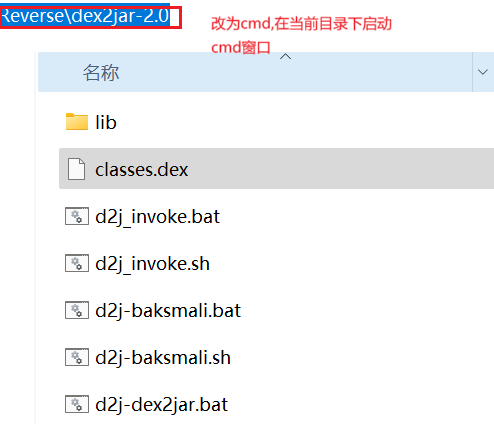 Reverse\dex2jar-2.0
改为cmd,在当前目录下启动
cmd窗口
名称
lib
classes.dex
d2j_invoke.bat
d2j_invoke.sh
d2j-baksmali.bat
d2j-baksmali.sh
d2j-dex2jar.bat